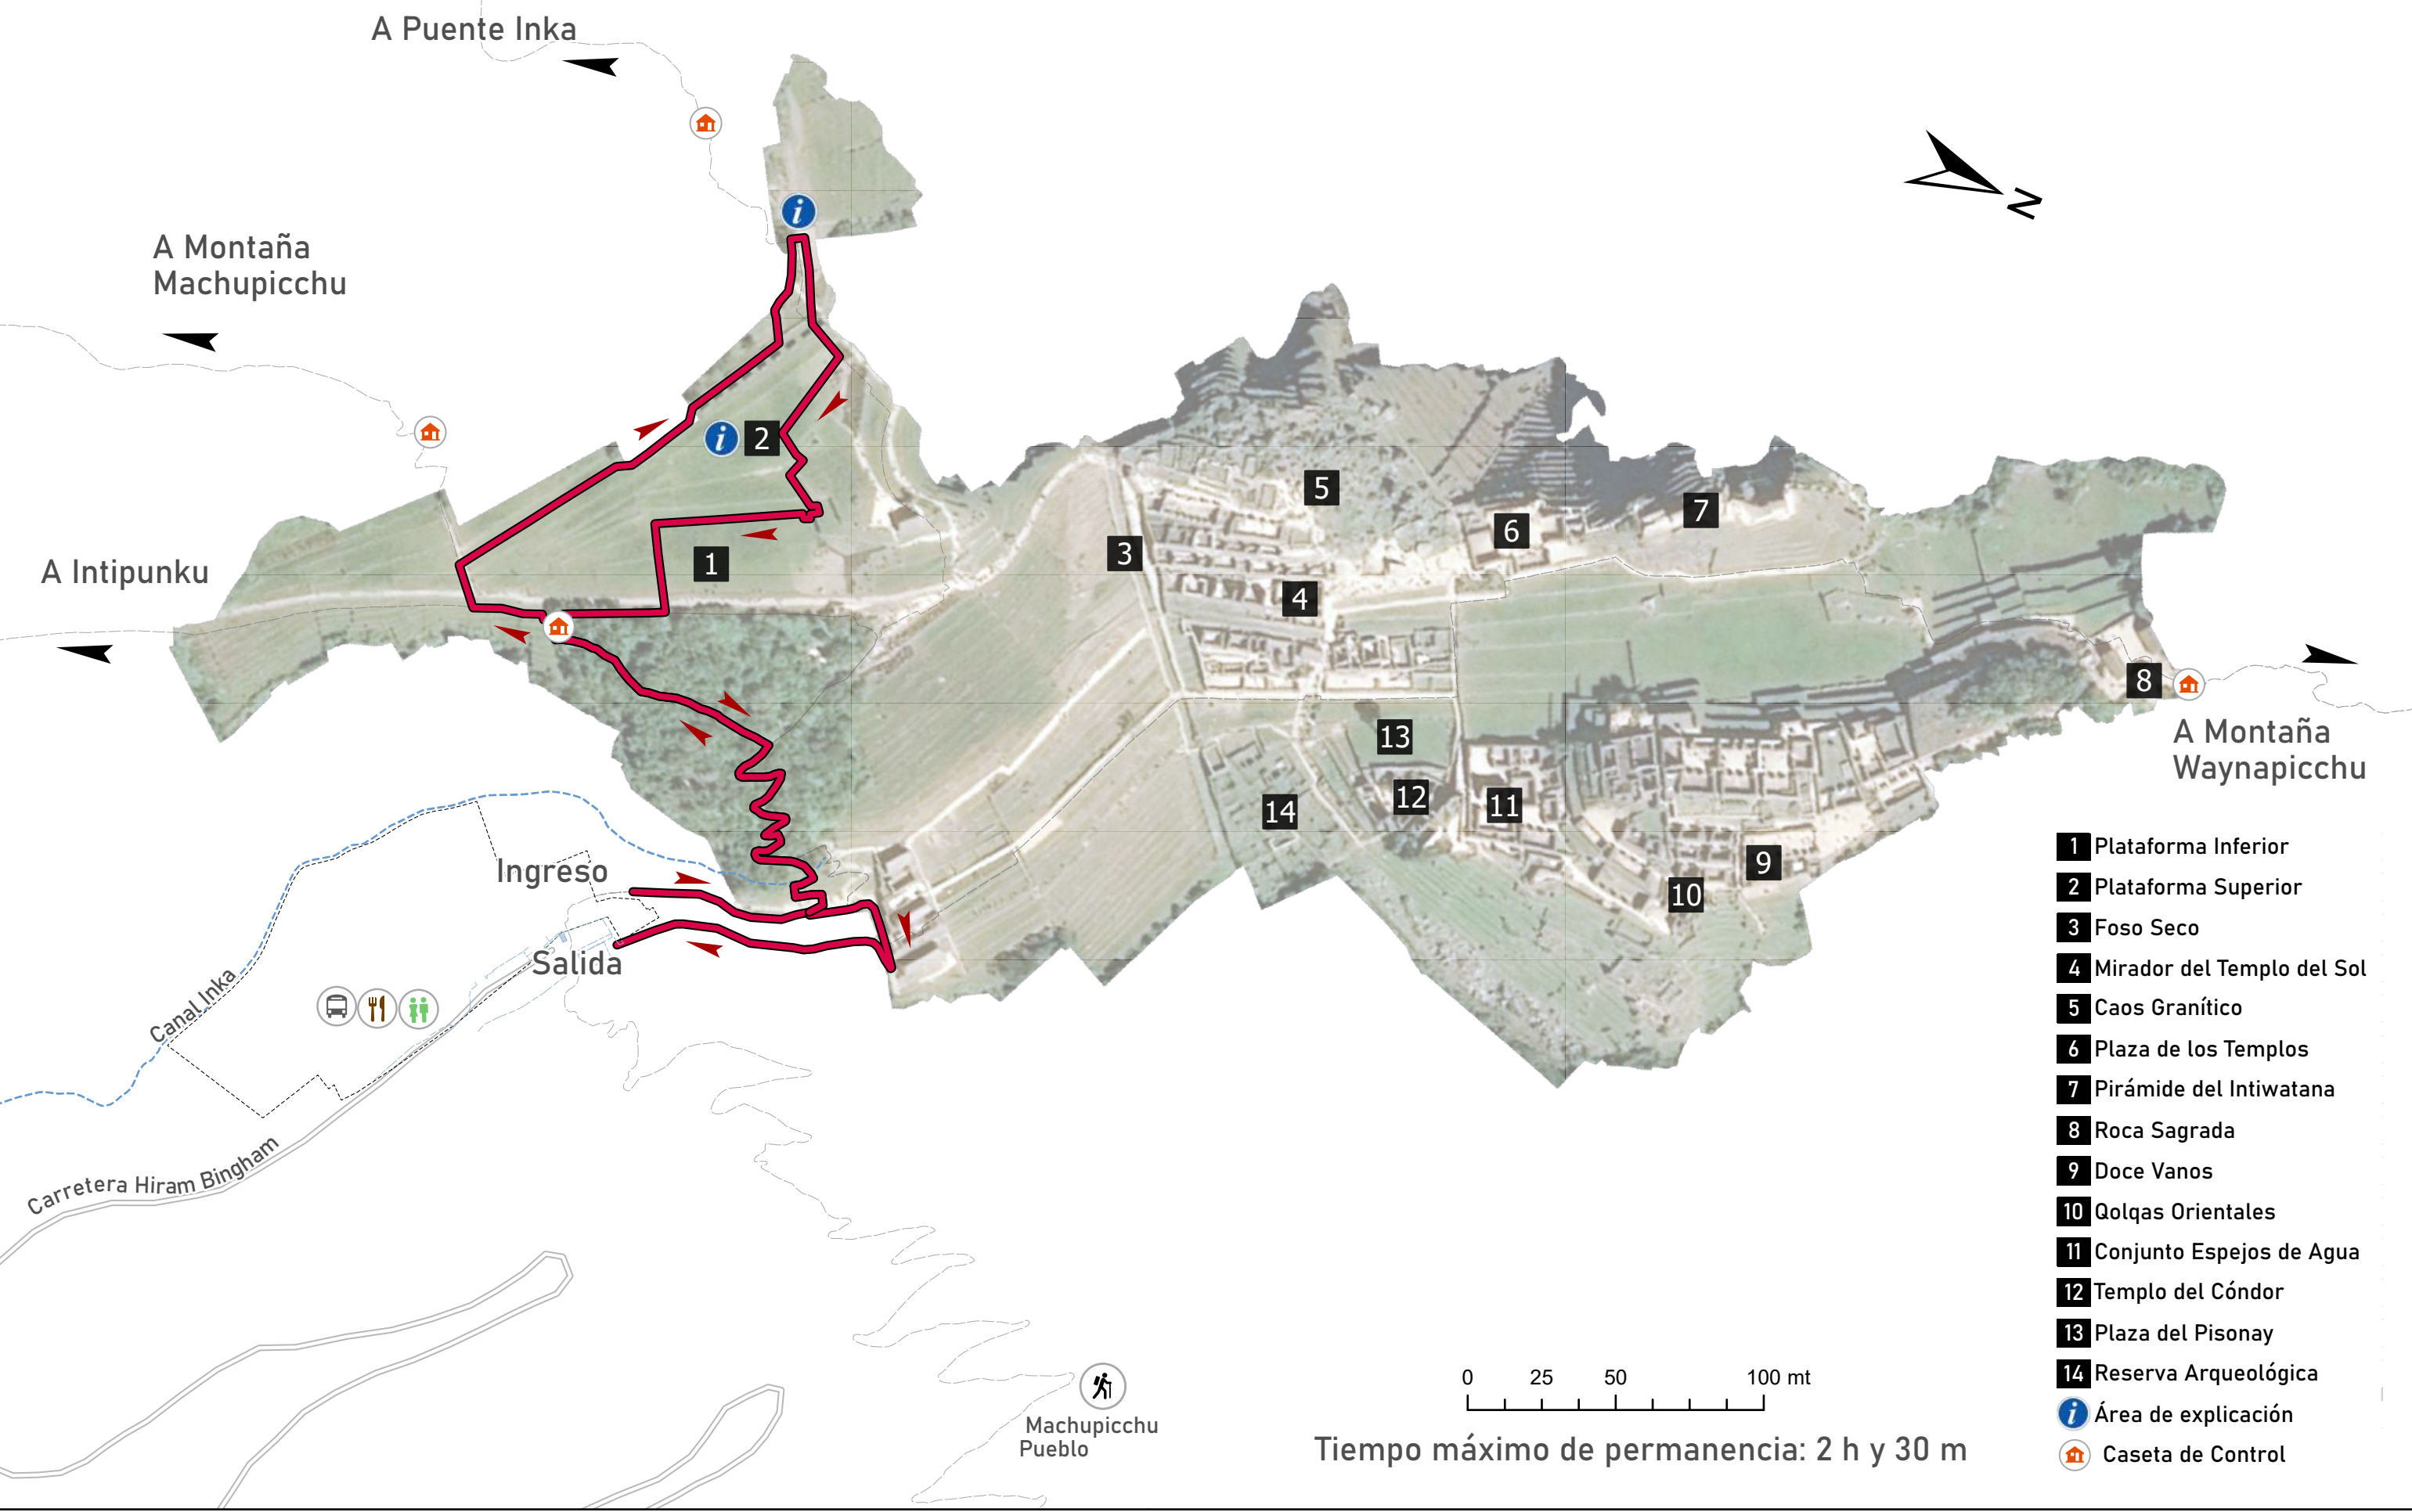 A Puente Inka
A Montaña
Machupicchu
A Intipunku
N
2
1
3
5
6
7
4
8
13
12
11
14
9
10
A Montaña
Waynapicchu
Ingreso
Salida
Canal Inka
Carretera Hiram Bingham
Machupicchu
Pueblo
1 Plataforma Inferior
2 Plataforma Superior
3 Foso Seco
4 Mirador del Templo del Sol
5 Caos Granítico
6 Plaza de los Templos
7 Pirámide del Intiwatana
8 Roca Sagrada
9 Doce Vanos
10 Qolqas Orientales
11 Conjunto Espejos de Agua
12 Templo del Cóndor
13 Plaza del Pisonay
14 Reserva Arqueológica
i Área de explicación
Caseta de Control
0 25 50 100 mt
Tiempo máximo de permanencia: 2 h y 30 m